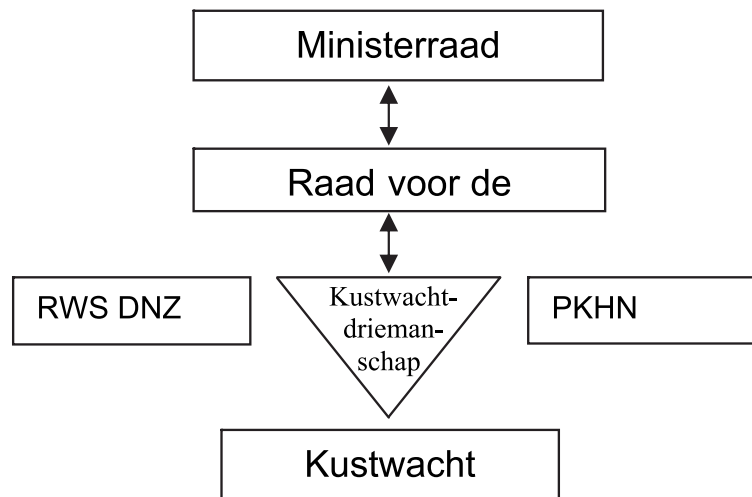 Ministerraad
Raad voor de
RWS DNZ
Kustwacht-
drieman-
schap
PKHN
Kustwacht